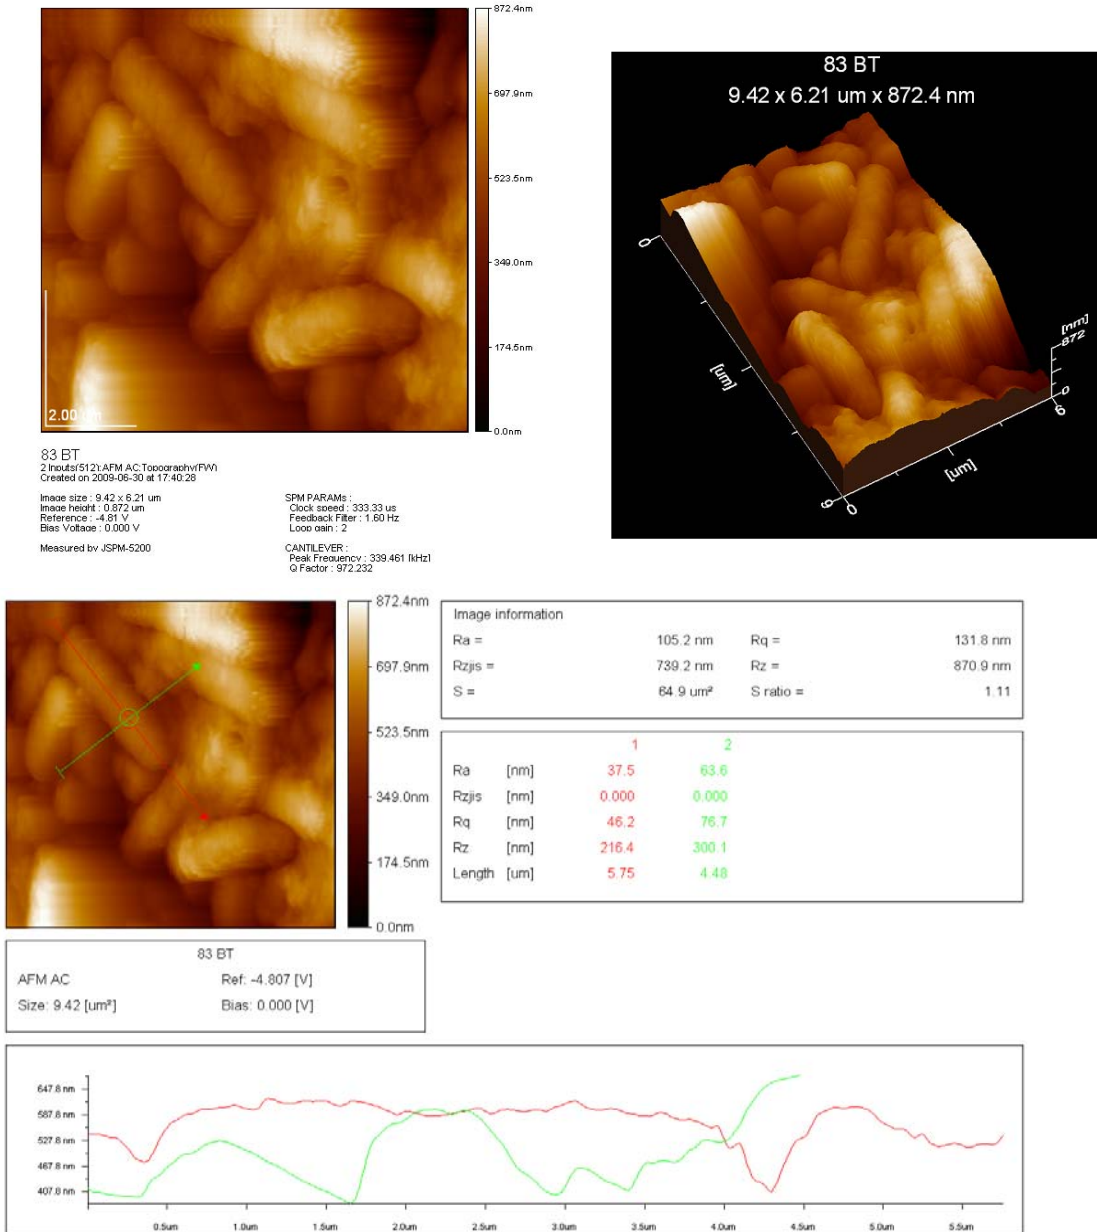 872.4nm
697.9nm
523.5nm
349.0nm
174.5nm
0.0nm
2.00
83 BT
2 Inputs(512):AFM AC:Topography(FW)
Created on 2009-06-30 at 17:40:28
Image size : 9.42 x 6.21 um
Image height : 0.872 um
Reference : -4.81 V
Bias Voltage : 0.000 V
Measured by JSPM-5200
SPM PARAMs :
Clock speed : 333.33 us
Feedback Filter : 1.60 Hz
Loop gain : 2
CANTILEVER :
Peak Frequency : 339.461 [kHz]
Q Factor : 972.232
83 BT
9.42 x 6.21 um x 872.4 nm
0
[um]
9
0
[um]
6
0
872
[nm]
872.4nm
697.9nm
523.5nm
349.0nm
174.5nm
0.0nm
Image information
Ra = 105.2 nm Rq = 131.8 nm
Rzjis = 739.2 nm Rz = 870.9 nm
S = 64.9 um² S ratio = 1.11
1 2
Ra [nm] 37.5 63.6
Rzjis [nm] 0.000 0.000
Rq [nm] 46.2 76.7
Rz [nm] 216.4 300.1
Length [um] 5.75 4.48
83 BT
AFM AC Ref: -4.807 [V]
Size: 9.42 [um²] Bias: 0.000 [V]
647.8 nm
587.8 nm
527.8 nm
467.8 nm
407.8 nm
0.5um 1.0um 1.5um 2.0um 2.5um 3.0um 3.5um 4.0um 4.5um 5.0um 5.5um